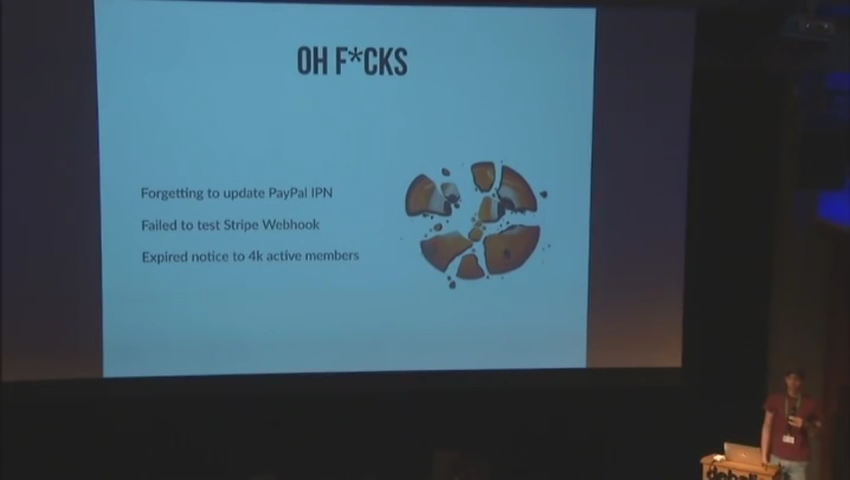 OH F*CKS
Forgetting to update PayPal IPN
Failed to test Stripe Webhook
Expired notice to 4k active members